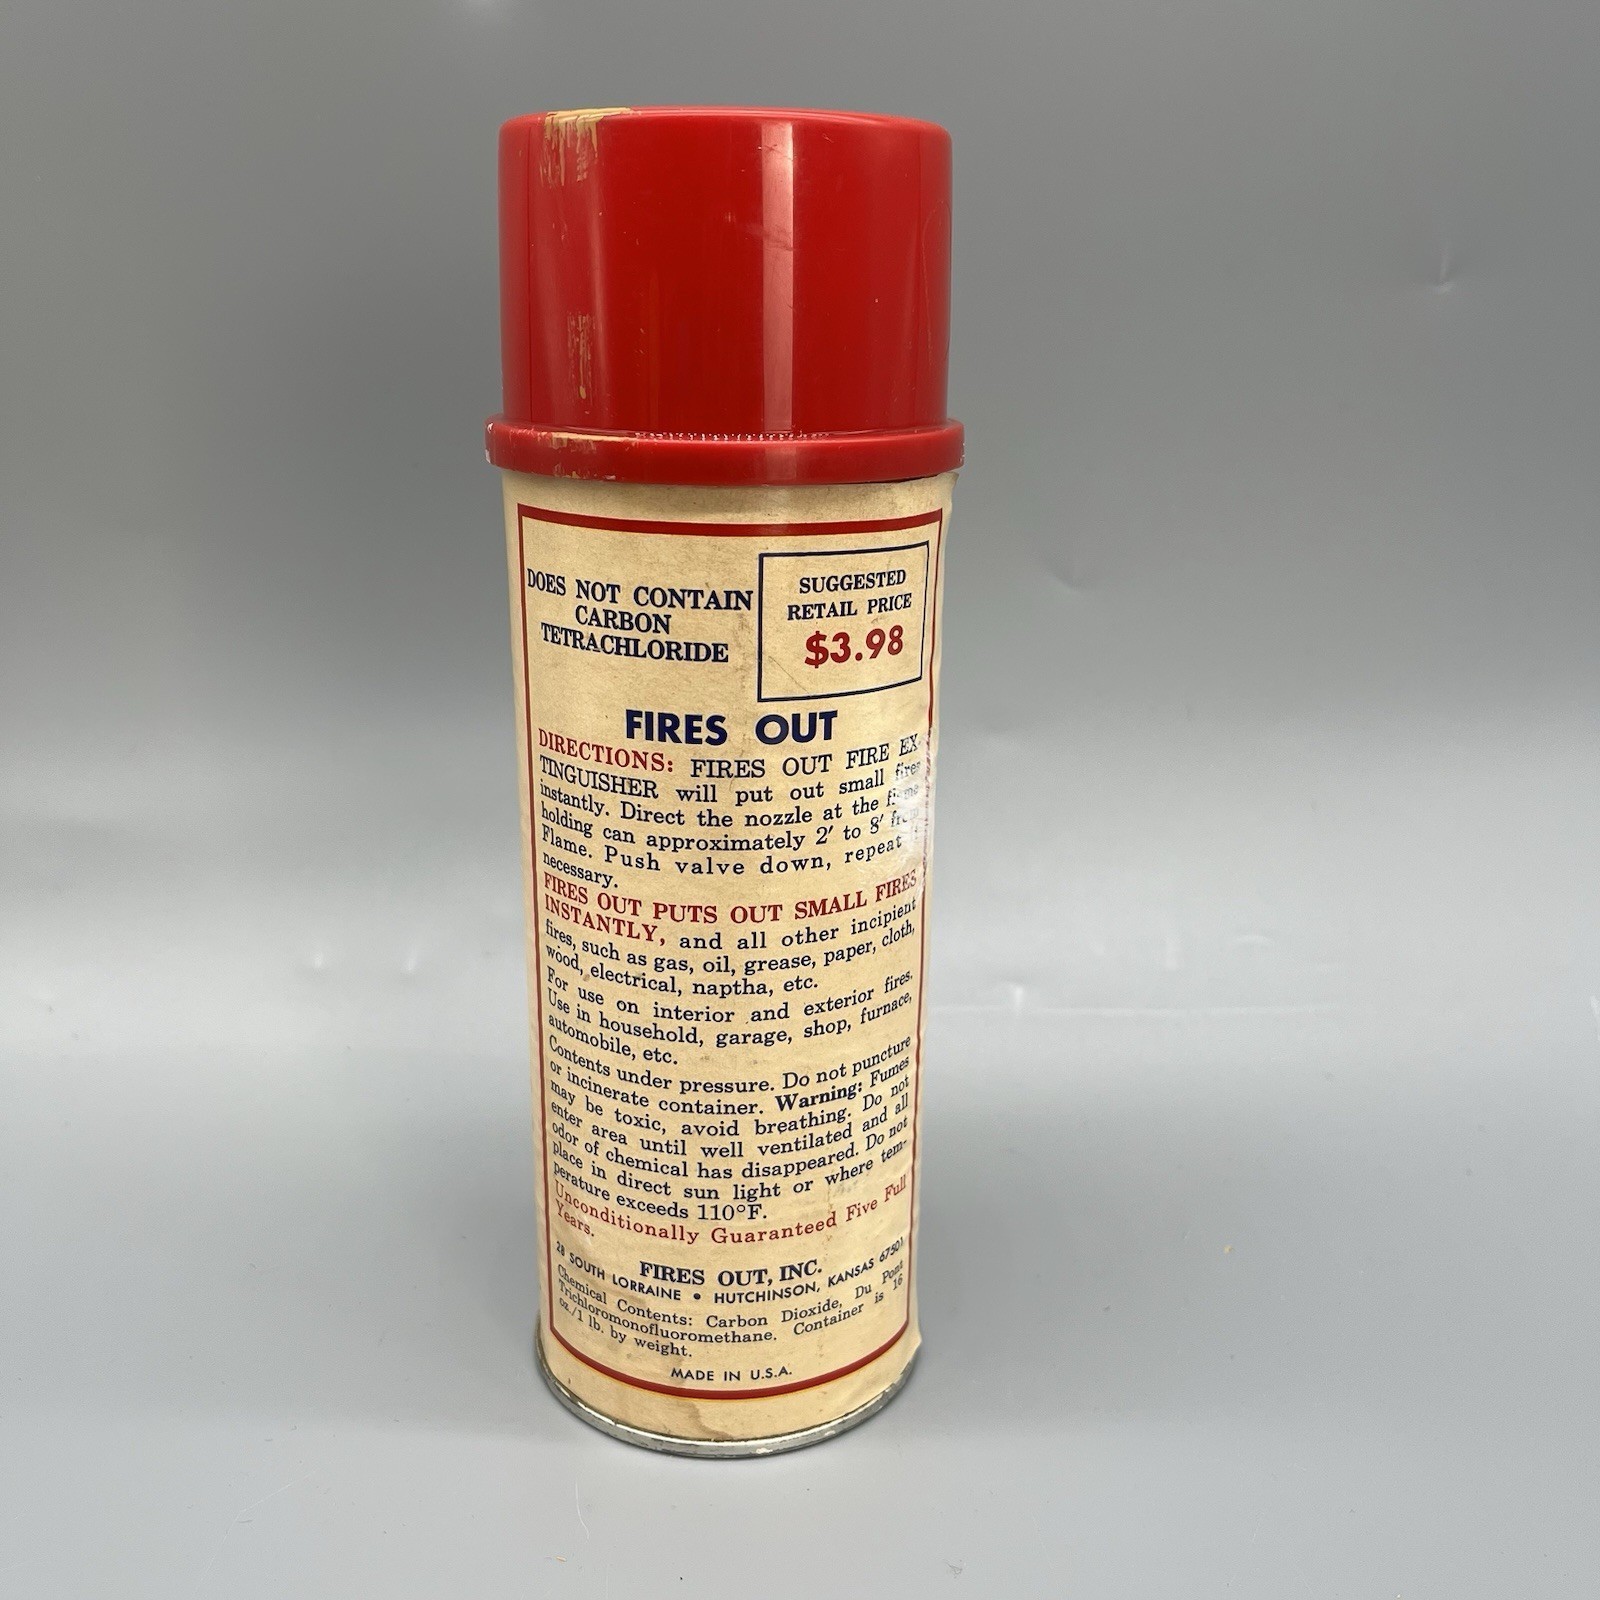 DOES NOT CONTAIN
CARBON
TETRACHLORIDE
SUGGESTED
RETAIL PRICE
$3.98
FIRES OUT
DIRECTIONS: FIRES OUT FIRE EX-
TINGUISHER will put out small fires
instantly. Direct the nozzle at the flame
holding can approximately 2' to 8' from
Flame. Push valve down, repeat
necessary.
FIRES OUT PUTS OUT SMALL FIRES
INSTANTLY, and all other incipient
fires, such as gas, oil, grease, paper, cloth,
wood, electrical, naptha, etc.
For use on interior and exterior fires.
Use in household, garage, shop, furnace,
automobile, etc.
Contents under pressure. Do not puncture
or incinerate container. Warning: Fumes
may be toxic, avoid breathing. Do not
enter area until well ventilated and all
odor of chemical has disappeared. Do not
place in direct sun light or where tem-
perature exceeds 110°F.
Unconditionally Guaranteed Five Full
Years.
FIRES OUT, INC.
28 SOUTH LORRAINE • HUTCHINSON, KANSAS 67501
Chemical Contents: Carbon Dioxide, Du Pont
Trichloromonofluoromethane. Container is 16
oz./1 lb. by weight.
MADE IN U.S.A.